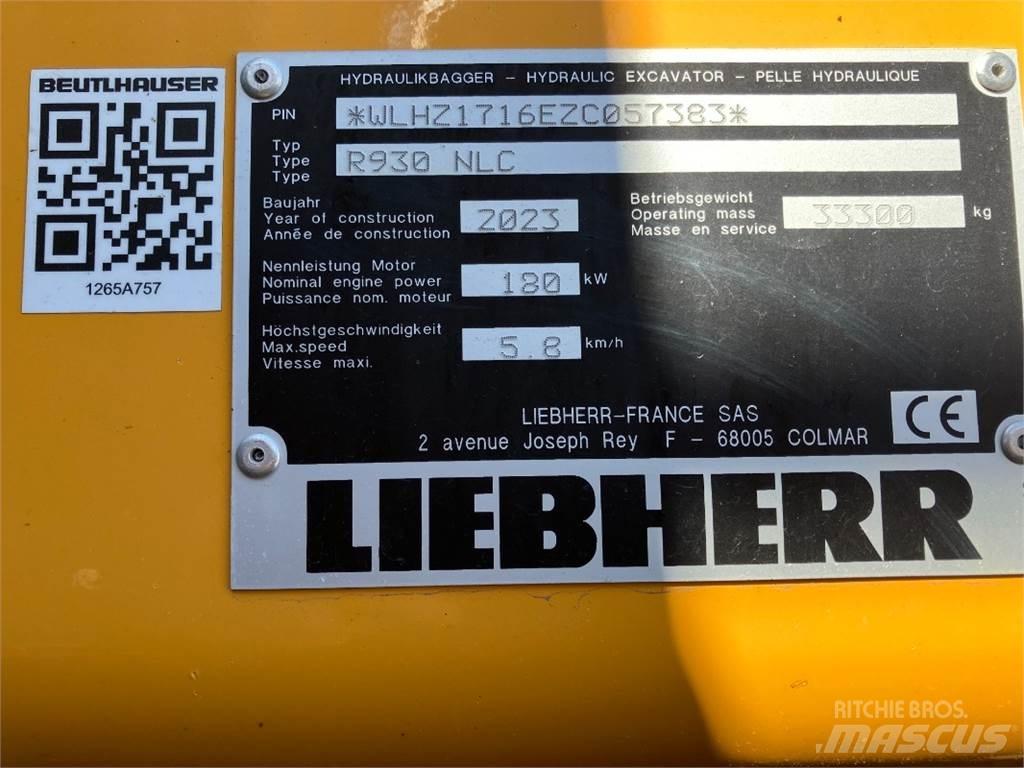 BEUTLHAUSER
1265A757
HYDRAULIKBAGGER – HYDRAULIC EXCAVATOR – PELLE HYDRAULIQUE
PIN *WLHZ1716EZC057383*
Typ
Type R930 NLC
Type
Baujahr
Year of construction 2023
Année de construction
Betriebsgewicht
Operating mass 33300 kg
Masse en service
Nennleistung Motor
Nominal engine power 180 kW
Puissance nom. moteur
Höchstgeschwindigkeit
Max.speed 5.8 km/h
Vitesse maxi.
LIEBHERR–FRANCE SAS
2 avenue Joseph Rey F – 68005 COLMAR
CE
LIEBHERR
RITCHIE BROS.
MASCUS